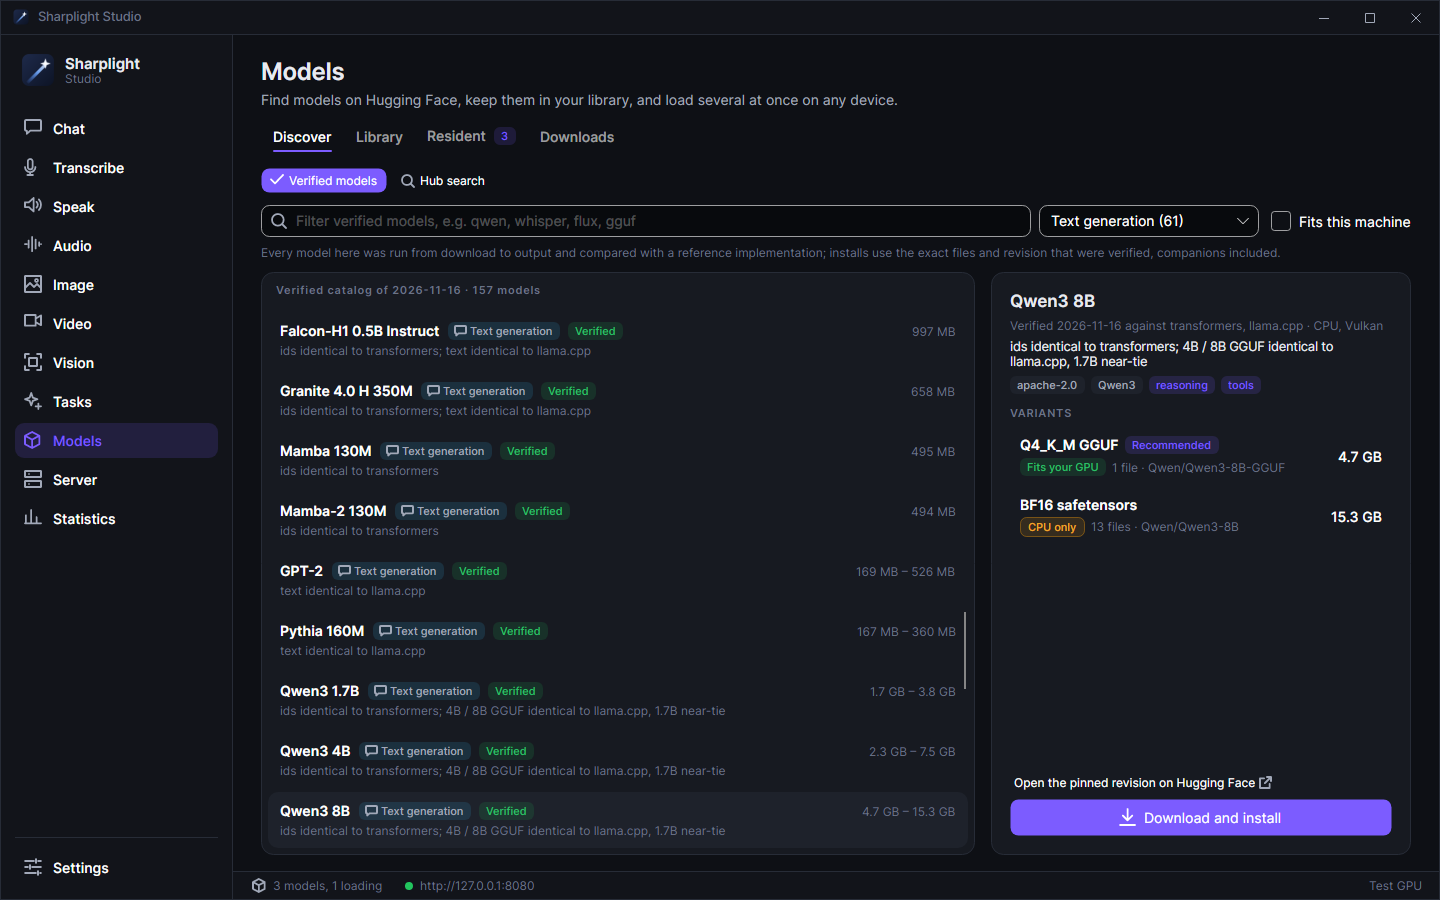 Sharplight Studio
Sharplight
Studio
Chat
Transcribe
Speak
Audio
Image
Video
Vision
Tasks
Models
Server
Statistics
Settings
Models
Find models on Hugging Face, keep them in your library, and load several at once on any device.
Discover Library Resident 3 Downloads
Verified models Hub search
Filter verified models, e.g. qwen, whisper, flux, gguf
Text generation (61)
Fits this machine
Every model here was run from download to output and compared with a reference implementation; installs use the exact files and revision that were verified, companions included.
Verified catalog of 2026-11-16 · 157 models
Falcon-H1 0.5B Instruct Text generation Verified 997 MB
ids identical to transformers; text identical to llama.cpp
Granite 4.0 H 350M Text generation Verified 658 MB
ids identical to transformers; text identical to llama.cpp
Mamba 130M Text generation Verified 495 MB
ids identical to transformers
Mamba-2 130M Text generation Verified 494 MB
ids identical to transformers
GPT-2 Text generation Verified 169 MB – 526 MB
text identical to llama.cpp
Pythia 160M Text generation Verified 167 MB – 360 MB
text identical to llama.cpp
Qwen3 1.7B Text generation Verified 1.7 GB – 3.8 GB
ids identical to transformers; 4B / 8B GGUF identical to llama.cpp, 1.7B near-tie
Qwen3 4B Text generation Verified 2.3 GB – 7.5 GB
ids identical to transformers; 4B / 8B GGUF identical to llama.cpp, 1.7B near-tie
Qwen3 8B Text generation Verified 4.7 GB – 15.3 GB
ids identical to transformers; 4B / 8B GGUF identical to llama.cpp, 1.7B near-tie
Qwen3 8B
Verified 2026-11-16 against transformers, llama.cpp · CPU, Vulkan
ids identical to transformers; 4B / 8B GGUF identical to
llama.cpp, 1.7B near-tie
apache-2.0 Qwen3 reasoning tools
VARIANTS
Q4_K_M GGUF Recommended
Fits your GPU 1 file · Qwen/Qwen3-8B-GGUF
4.7 GB
BF16 safetensors
CPU only 13 files · Qwen/Qwen3-8B
15.3 GB
Open the pinned revision on Hugging Face
Download and install
3 models, 1 loading http://127.0.0.1:8080 Test GPU